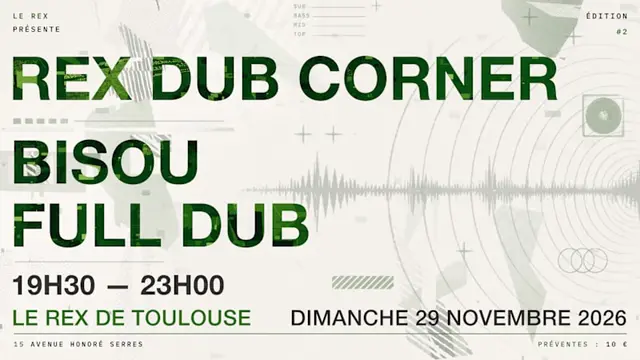 LE REX
PRÉSENTE
ÉDITION
#2
SUB
BASS
MID
TOP
REX DUB CORNER
BISOU
FULL DUB
19H30 — 23H00
LE REX DE TOULOUSE
DIMANCHE 29 NOVEMBRE 2026
15 AVENUE HONORÉ SERRES
PRÉVENTES : 10 €